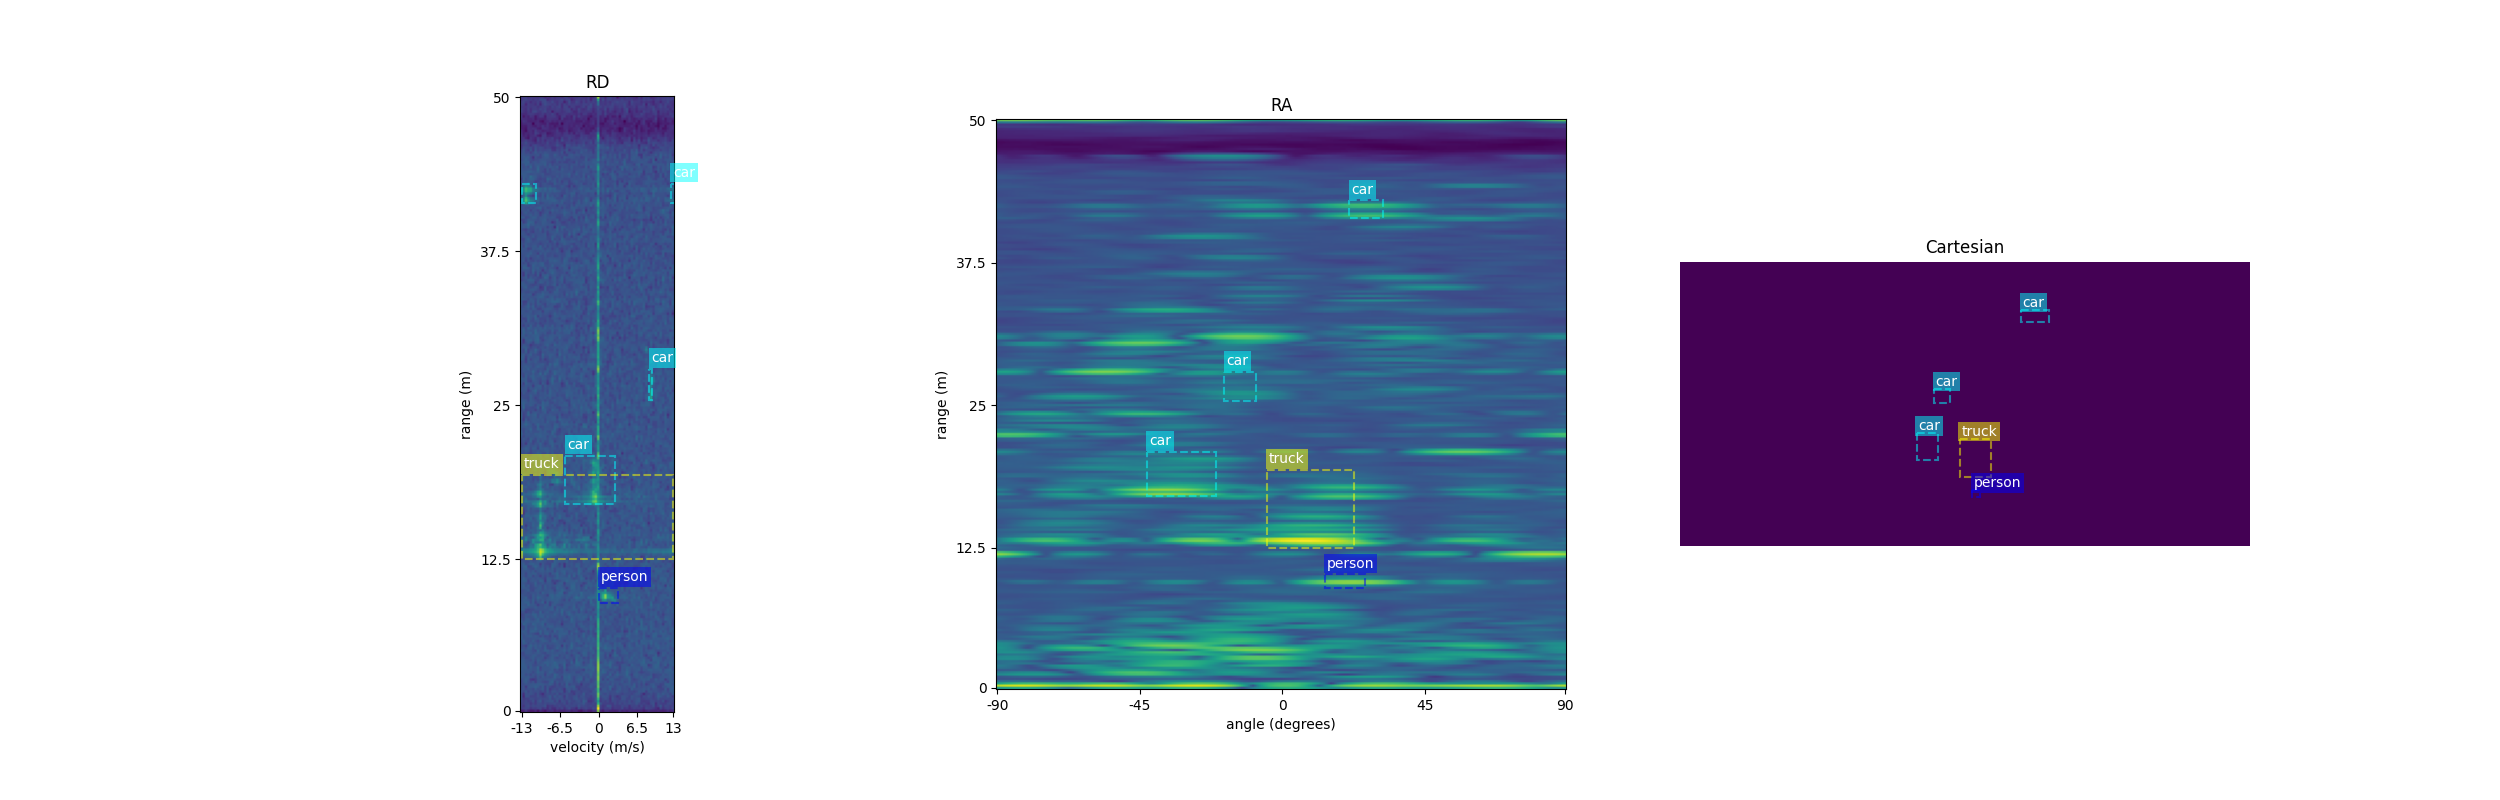 RD
50
37.5
25
12.5
0
range (m)
-13
-6.5
0
6.5
13
velocity (m/s)
car
car
car
truck
person
RA
50
37.5
25
12.5
0
range (m)
-90
-45
0
45
90
angle (degrees)
car
car
car
truck
person
Cartesian
car
car
car
truck
person